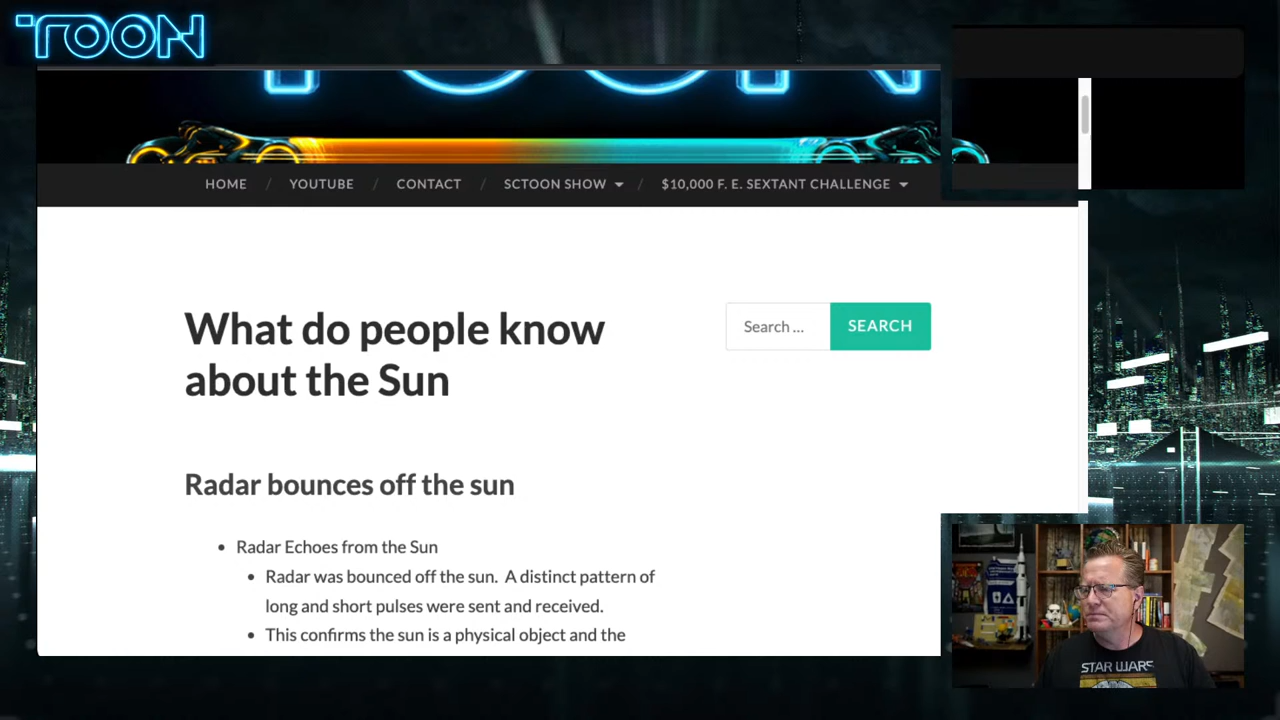 TOON
HOME / YOUTUBE / CONTACT / SCTOON SHOW / $10,000 F. E. SEXTANT CHALLENGE
What do people know
about the Sun
Search ...
SEARCH
Radar bounces off the sun
• Radar Echoes from the Sun
• Radar was bounced off the sun. A distinct pattern of
long and short pulses were sent and received.
• This confirms the sun is a physical object and the
STAR WARS